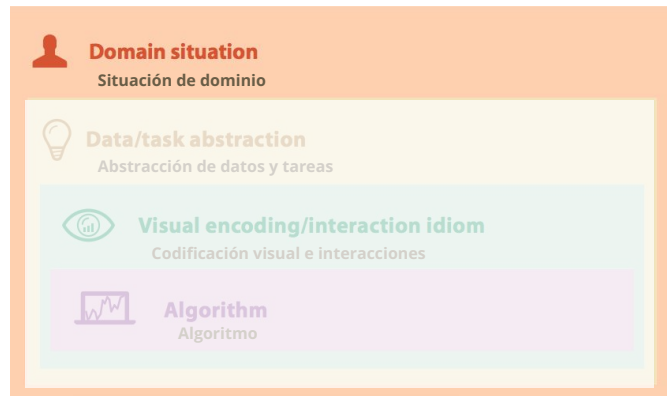 Domain situation
Situación de dominio
Data/task abstraction
Abstracción de datos y tareas
Visual encoding/interaction idiom
Codificación visual e interacciones
Algorithm
Algoritmo